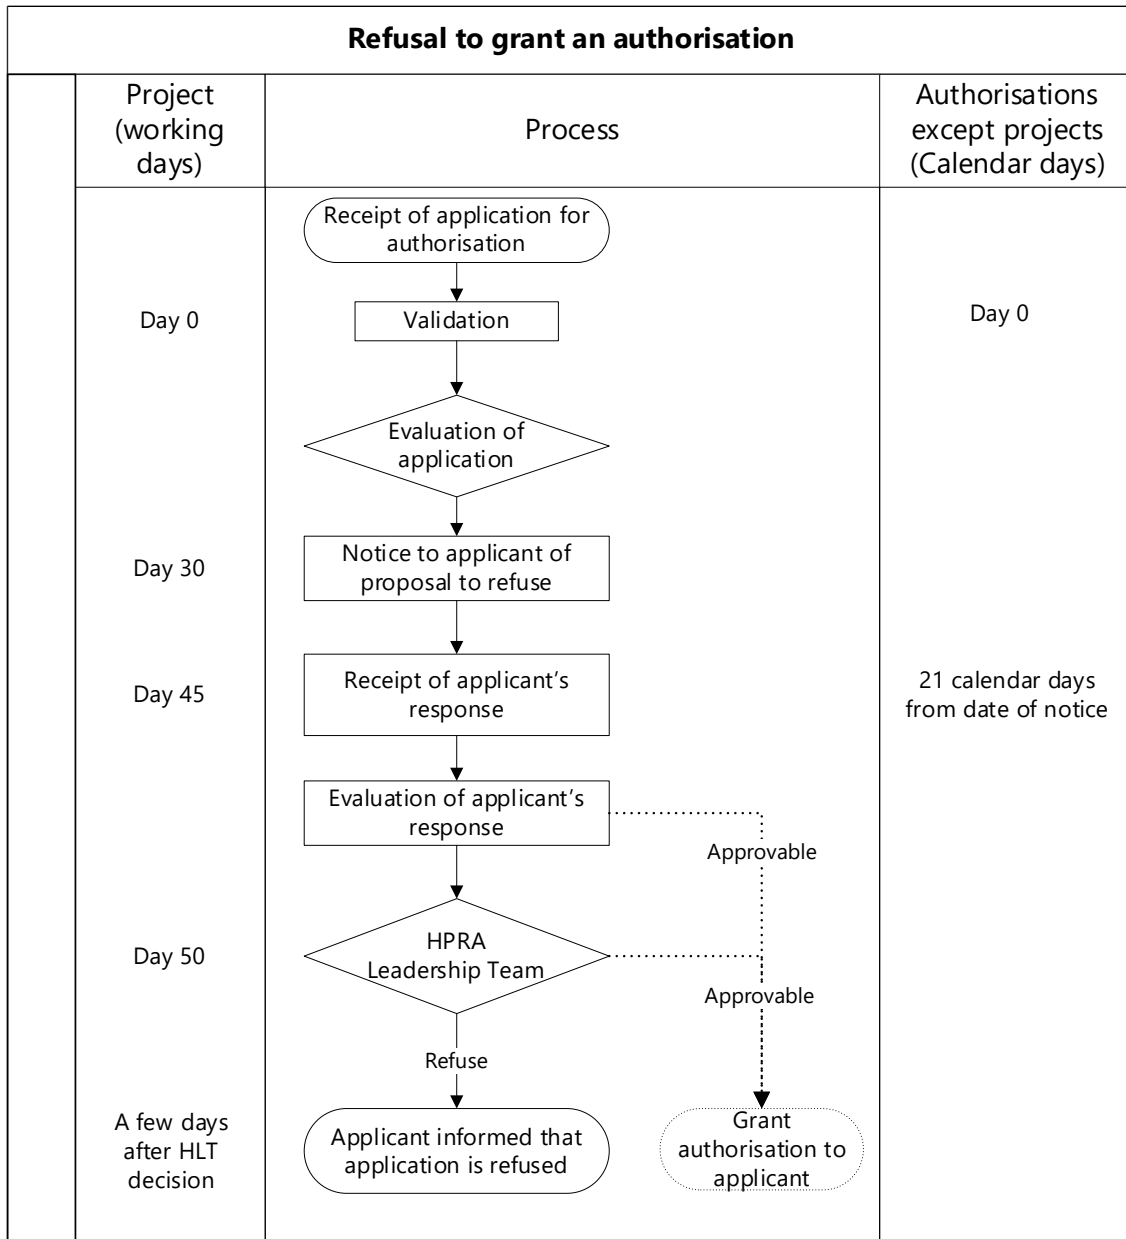 Refusal to grant an authorisation
Project
(working
days)
Process
Authorisations
except projects
(Calendar days)
Receipt of application for
authorisation
Day 0
Validation
Day 0
Evaluation of
application
Day 30
Notice to applicant of
proposal to refuse
Day 45
Receipt of applicant’s
response
21 calendar days
from date of notice
Evaluation of applicant’s
response
Approvable
Day 50
HPRA
Leadership Team
Approvable
Refuse
A few days
after HLT
decision
Applicant informed that
application is refused
Grant
authorisation to
applicant